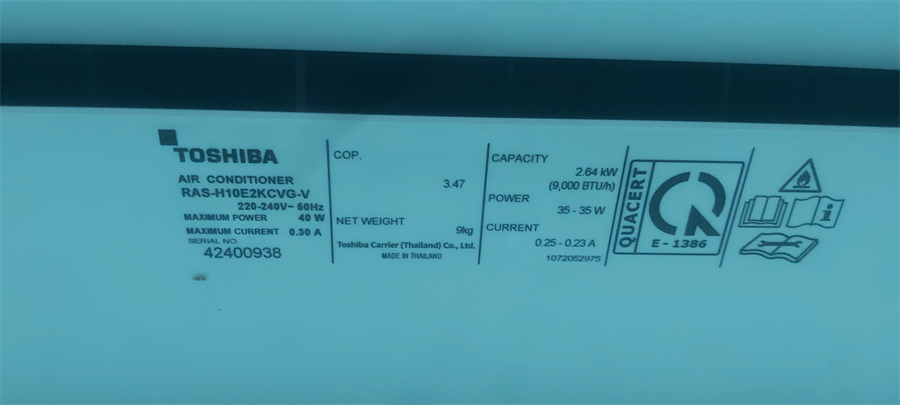 TOSHIBA
AIR CONDITIONER
RAS-H10E2KCVG-V
220-240V~ 50Hz
MAXIMUM POWER 40 W
MAXIMUM CURRENT 0.30 A
SERIAL NO.
42400938
COP.
3.47
NET WEIGHT
9kg
Toshiba Carrier (Thailand) Co., Ltd.
MADE IN THAILAND
CAPACITY
2.64 kW
(9,000 BTU/h)
POWER
35 - 35 W
CURRENT
0.25 - 0.23 A
1072052975
QUACERT
E - 1386